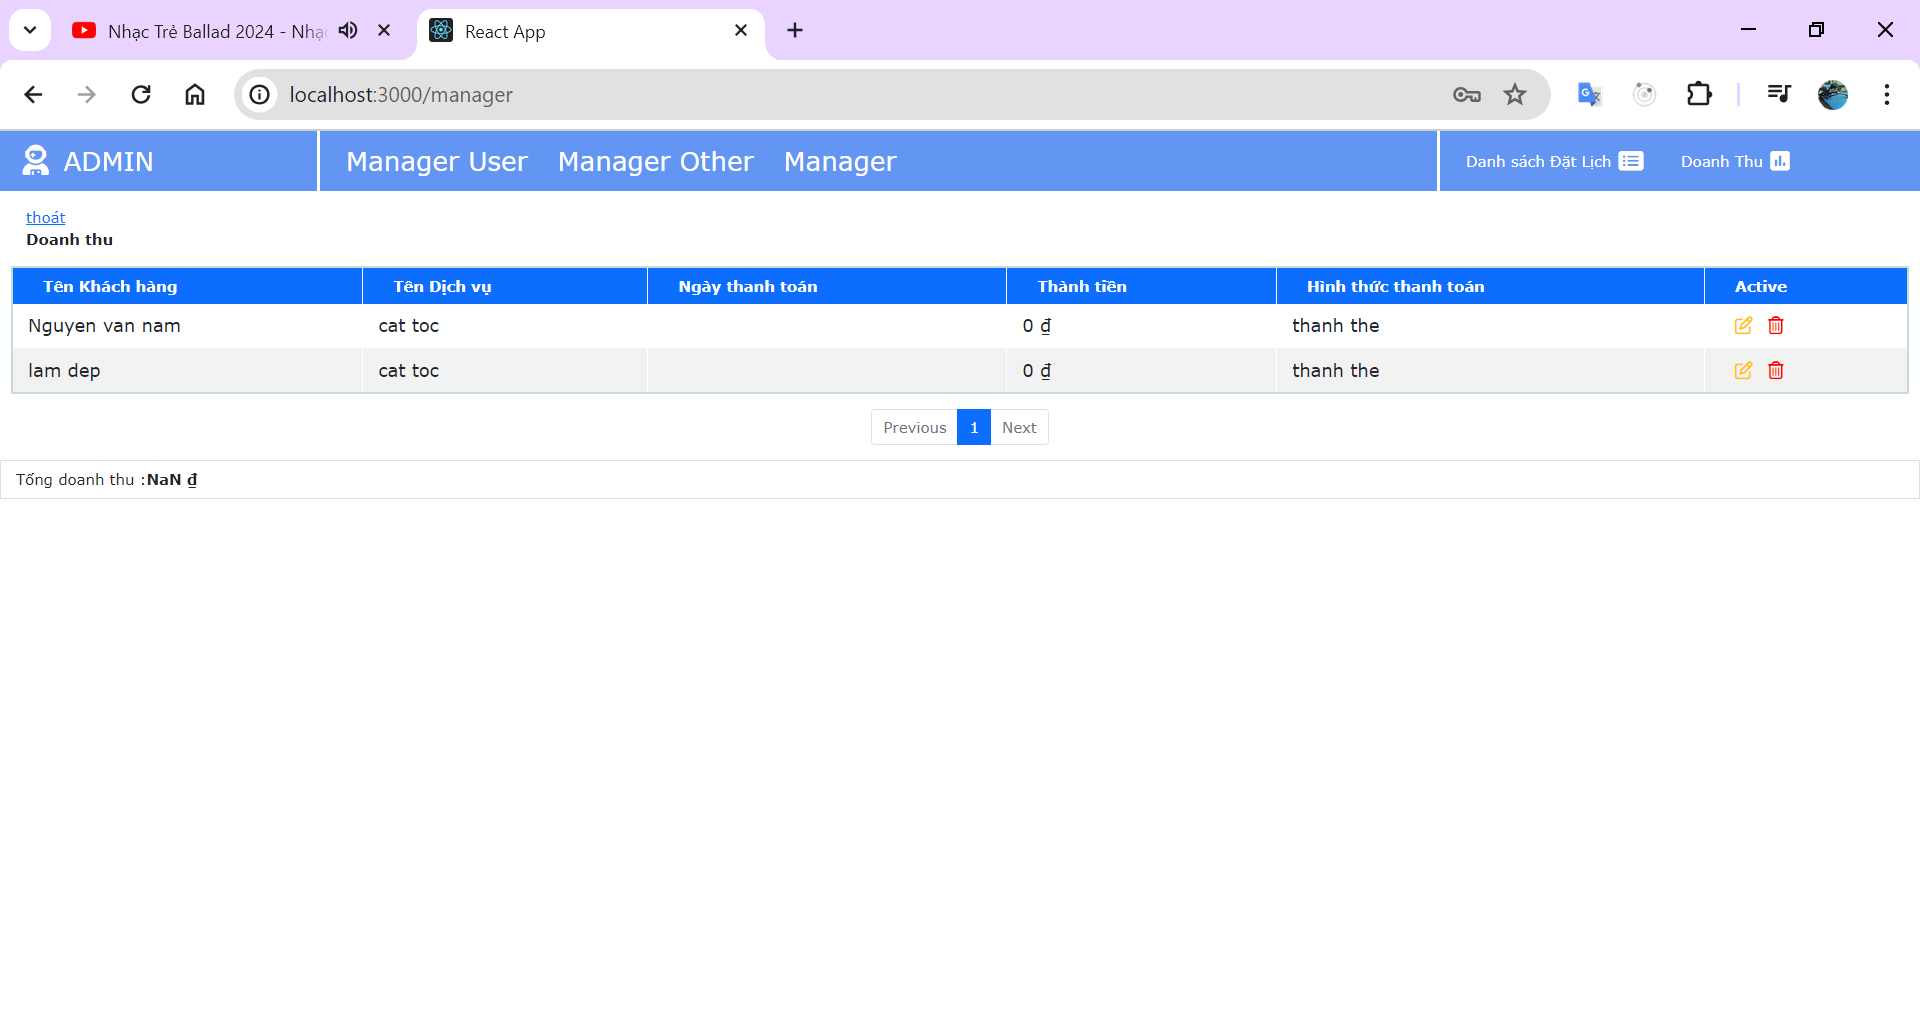 Nhạc Trẻ Ballad 2024 - Nhạc
React App
localhost:3000/manager
ADMIN
Manager User
Manager Other
Manager
Danh sách Đặt Lịch
Doanh Thu
thoát
Doanh thu
Tên Khách hàng Tên Dịch vụ Ngày thanh toán Thành tiền Hình thức thanh toán Active
Nguyen van nam cat toc 0 ₫ thanh the
lam dep cat toc 0 ₫ thanh the
Previous 1 Next
Tổng doanh thu :NaN ₫